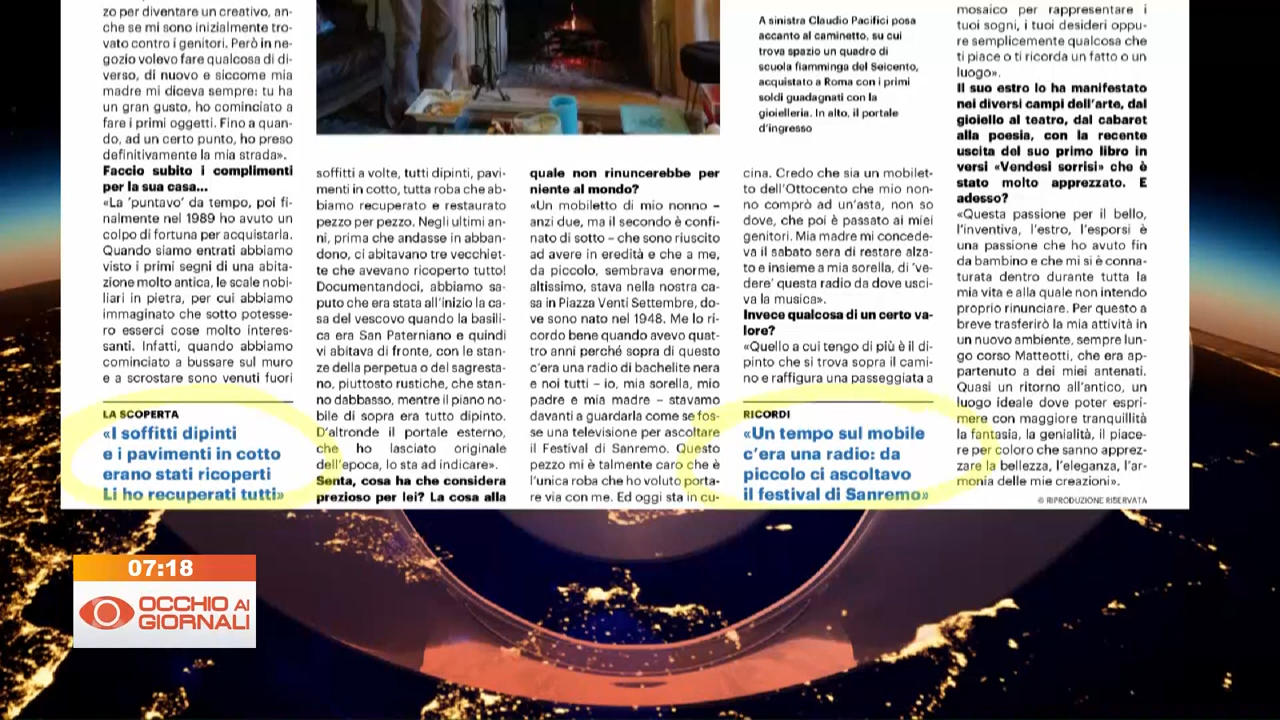 zo per diventare un creativo, an-
che se mi sono inizialmente tro-
vato contro i genitori. Però in ne-
gozio volevo fare qualcosa di di-
verso, di nuovo e siccome mia
madre mi diceva sempre: tu ha
un gran gusto, ho cominciato a
fare i primi oggetti. Fino a quan-
do, ad un certo punto, ho preso
definitivamente la mia strada».
Faccio subito i complimenti
per la sua casa...
«La 'puntavo' da tempo, poi fi-
nalmente nel 1989 ho avuto un
colpo di fortuna per acquistarla.
Quando siamo entrati abbiamo
visto i primi segni di una abita-
zione molto antica, le scale nobi-
liari in pietra, per cui abbiamo
immaginato che sotto potesse-
ro esserci cose molto interes-
santi. Infatti, quando abbiamo
cominciato a bussare sul muro
e a scrostare sono venuti fuori
LA SCOPERTA
«I soffitti dipinti
e i pavimenti in cotto
erano stati ricoperti
Li ho recuperati tutti»
soffitti a volte, tutti dipinti, pavi-
menti in cotto, tutta roba che ab-
biamo recuperato e restaurato
pezzo per pezzo. Negli ultimi an-
ni, prima che andasse in abban-
dono, ci abitavano tre vecchiet-
te che avevano ricoperto tutto!
Documentandoci, abbiamo sa-
puto che era stata all'inizio la ca-
sa del vescovo quando la basili-
ca era San Paterniano e quindi
vi abitava di fronte, con le stan-
ze della perpetua o del sagresta-
no, piuttosto rustiche, che stan-
no dabbasso, mentre il piano no-
bile di sopra era tutto dipinto.
D'altronde il portale esterno,
che ho lasciato originale
dell'epoca, lo sta ad indicare».
Senta, cosa ha che considera
prezioso per lei? La cosa alla
quale non rinuncerebbe per
niente al mondo?
«Un mobiletto di mio nonno –
anzi due, ma il secondo è confi-
nato di sotto – che sono riuscito
ad avere in eredità e che a me,
da piccolo, sembrava enorme,
altissimo, stava nella nostra ca-
sa in Piazza Venti Settembre, do-
ve sono nato nel 1948. Me lo ri-
cordo bene quando avevo quat-
tro anni perché sopra di questo
c'era una radio di bachelite nera
e noi tutti – io, mia sorella, mio
padre e mia madre – stavamo
davanti a guardarla come se fos-
se una televisione per ascoltare
il Festival di Sanremo. Questo
pezzo mi è talmente caro che è
l'unica roba che ho voluto porta-
re via con me. Ed oggi sta in cu-
A sinistra Claudio Pacifici posa
accanto al caminetto, su cui
trova spazio un quadro di
scuola fiamminga del Seicento,
acquistato a Roma con i primi
soldi guadagnati con la
gioielleria. In alto, il portale
d'ingresso
cina. Credo che sia un mobilet-
to dell'Ottocento che mio non-
no comprò ad un'asta, non so
dove, che poi è passato ai miei
genitori. Mia madre mi concede-
va il sabato sera di restare alza-
to e insieme a mia sorella, di 've-
dere' questa radio da dove usci-
va la musica».
Invece qualcosa di un certo va-
lore?
«Quello a cui tengo di più è il di-
pinto che si trova sopra il cami-
no e raffigura una passeggiata a
RICORDI
«Un tempo sul mobile
c'era una radio: da
piccolo ci ascoltavo
il festival di Sanremo»
mosaico per rappresentare i
tuoi sogni, i tuoi desideri oppu-
re semplicemente qualcosa che
ti piace o ti ricorda un fatto o un
luogo».
Il suo estro lo ha manifestato
nei diversi campi dell'arte, dal
gioiello al teatro, dal cabaret
alla poesia, con la recente
uscita del suo primo libro in
versi «Vendesi sorrisi» che è
stato molto apprezzato. E
adesso?
«Questa passione per il bello,
l'inventiva, l'estro, l'esporsi è
una passione che ho avuto fin
da bambino e che mi si è conna-
turata dentro durante tutta la
mia vita e alla quale non intendo
proprio rinunciare. Per questo a
breve trasferirò la mia attività in
un nuovo ambiente, sempre lun-
go corso Matteotti, che era ap-
partenuto a dei miei antenati.
Quasi un ritorno all'antico, un
luogo ideale dove poter espri-
mere con maggiore tranquillità
la fantasia, la genialità, il piace-
re per coloro che sanno apprez-
zare la bellezza, l'eleganza, l'ar-
monia delle mie creazioni».
© RIPRODUZIONE RISERVATA
07:18
OCCHIO AI
GIORNALI